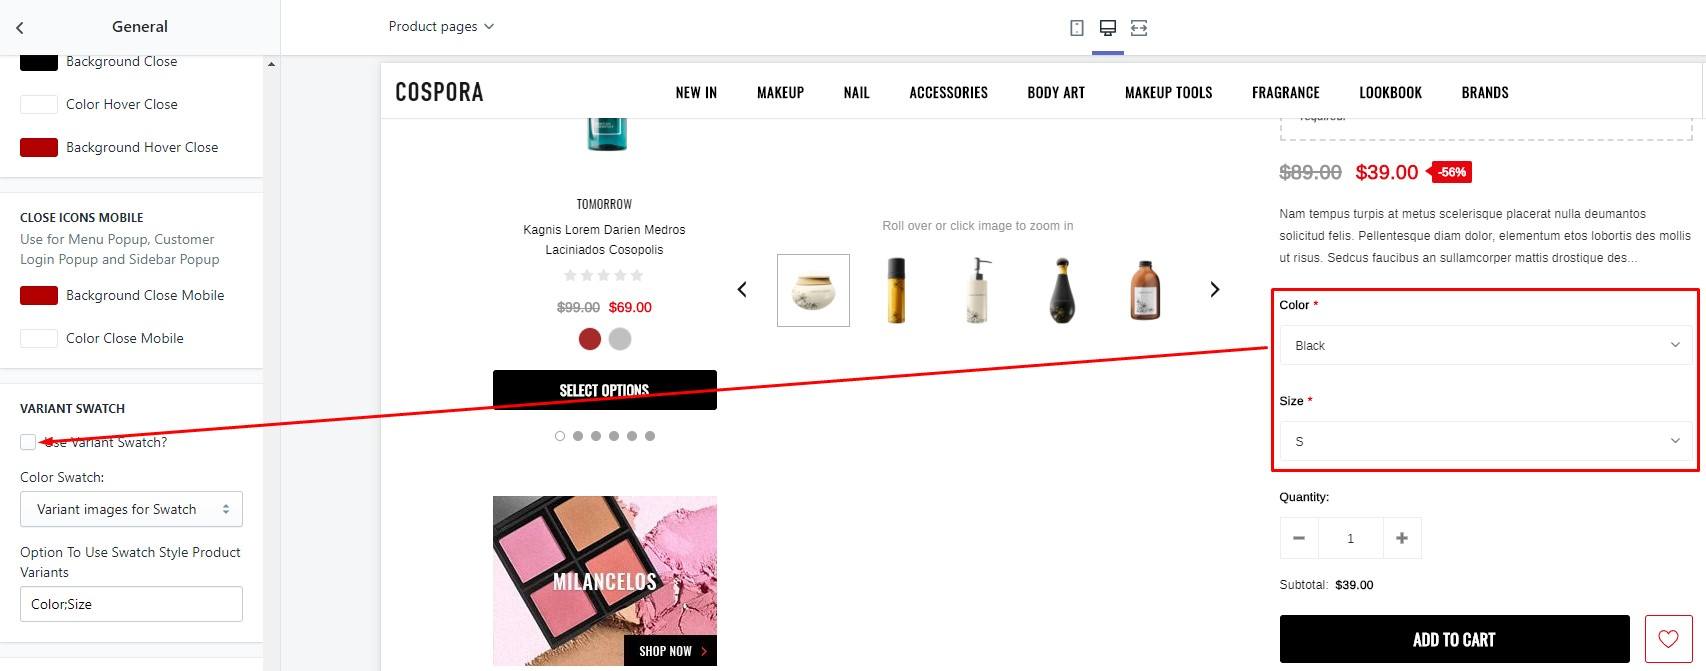 General
Background Close
Color Hover Close
Background Hover Close
CLOSE ICONS MOBILE
Use for Menu Popup, Customer
Login Popup and Sidebar Popup
Background Close Mobile
Color Close Mobile
VARIANT SWATCH
Use Variant Swatch?
Color Swatch:
Variant images for Swatch
Option To Use Swatch Style Product
Variants
Color;Size
Product pages
COSPORA
NEW IN MAKEUP NAIL ACCESSORIES BODY ART MAKEUP TOOLS FRAGRANCE LOOKBOOK BRANDS
TOMORROW
Kagnis Lorem Darien Medros
Laciniados Cosopolis
$99.00 $69.00
SELECT OPTIONS
MILANCELOS
SHOP NOW
Roll over or click image to zoom in
required.
$89.00 $39.00 -56%
Nam tempus turpis at metus scelerisque placerat nulla deumantos
solicitud felis. Pellentesque diam dolor, elementum etos lobortis des mollis
ut risus. Sedcus faucibus an sullamcorper mattis drostique des...
Color *
Black
Size *
S
Quantity:
1
Subtotal: $39.00
ADD TO CART